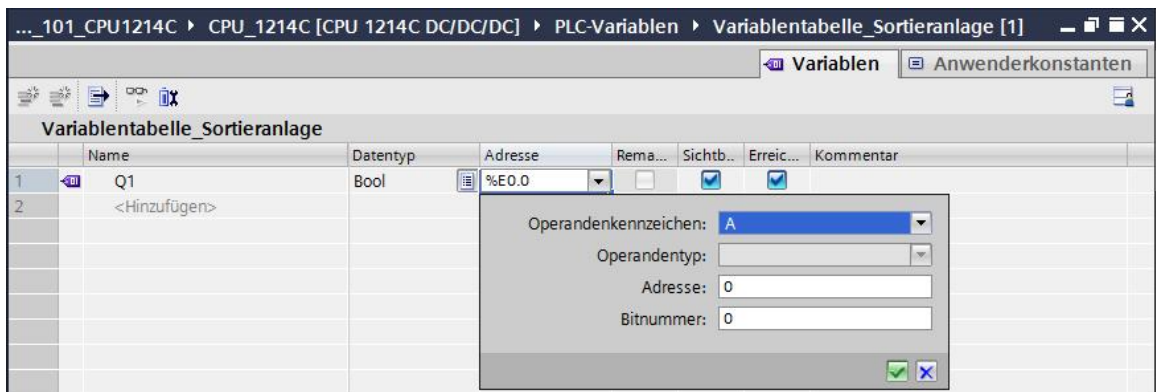 ..._101_CPU1214C ▸ CPU_1214C [CPU 1214C DC/DC/DC] ▸ PLC-Variablen ▸ Variablentabelle_Sortieranlage [1]
Variablen Anwenderkonstanten
Variablentabelle_Sortieranlage
Name Datentyp Adresse Rema... Sichtb.. Erreic... Kommentar
1 Q1 Bool %E0.0
2 <Hinzufügen>
Operandenkennzeichen: A
Operandentyp:
Adresse: 0
Bitnummer: 0